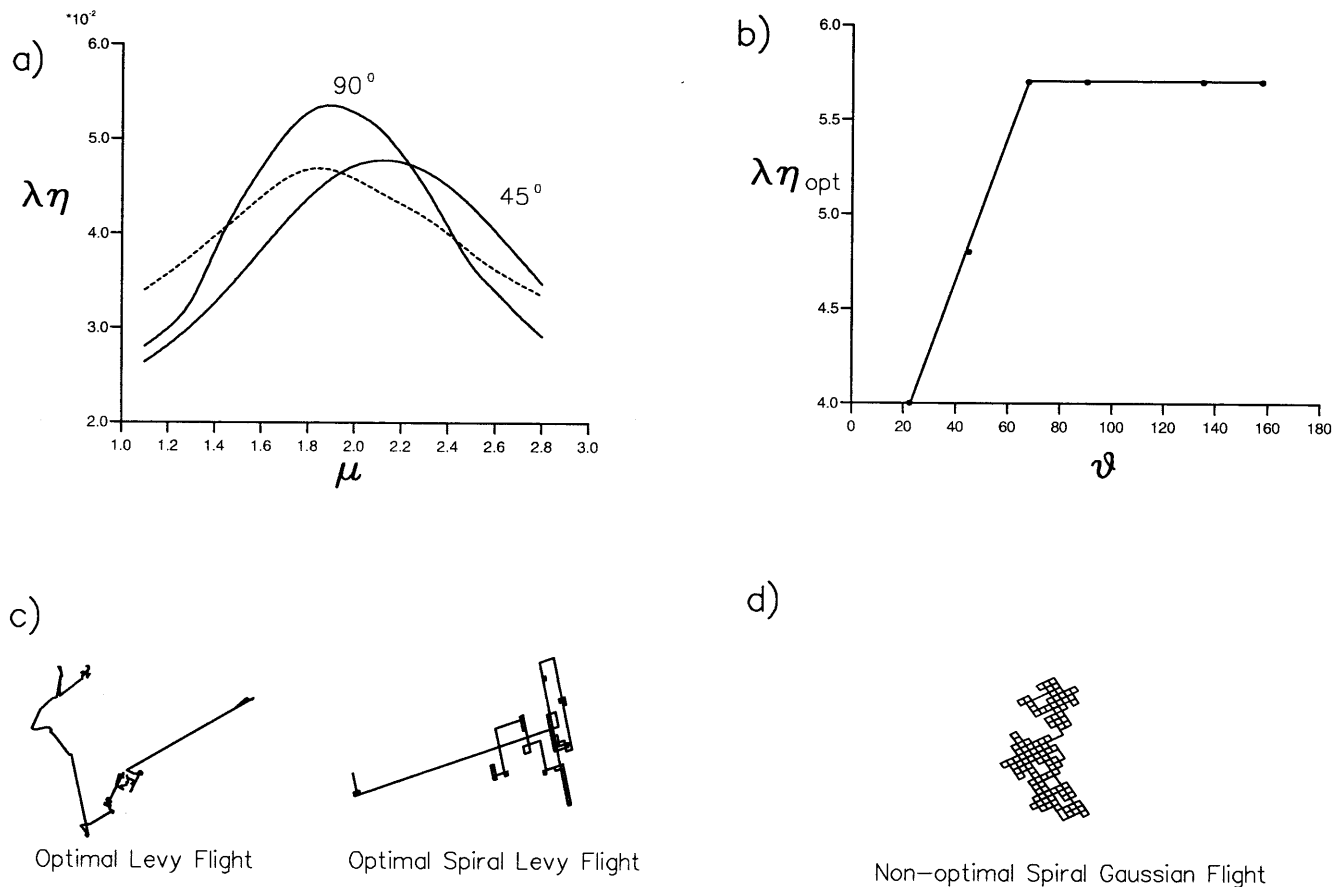 a)
*10⁻²
6.0
5.0
4.0
3.0
2.0
λη
90°
45°
1.0 1.2 1.4 1.6 1.8 2.0 2.2 2.4 2.6 2.8 3.0
μ
b)
6.0
5.5
5.0
4.5
4.0
λη opt
0 20 40 60 80 100 120 140 160 180
ϑ
c)
Optimal Levy Flight
Optimal Spiral Levy Flight
d)
Non-optimal Spiral Gaussian Flight